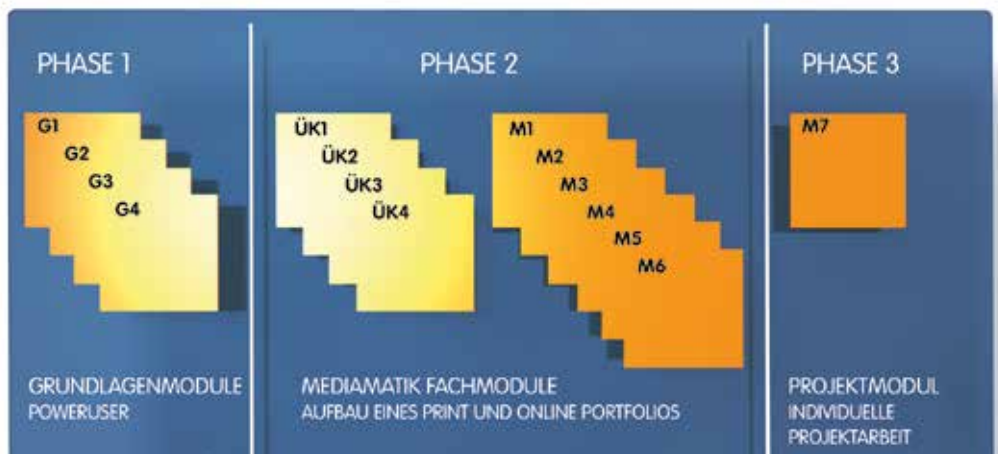 PHASE 1
G1
G2
G3
G4
GRUNDLAGENMODULE
POWERUSER
PHASE 2
ÜK1
ÜK2
ÜK3
ÜK4
M1
M2
M3
M4
M5
M6
MEDIAMATIK FACHMODULE
AUFBAU EINES PRINT UND ONLINE PORTFOLIOS
PHASE 3
M7
PROJEKTMODUL
INDIVIDUELLE
PROJEKTARBEIT